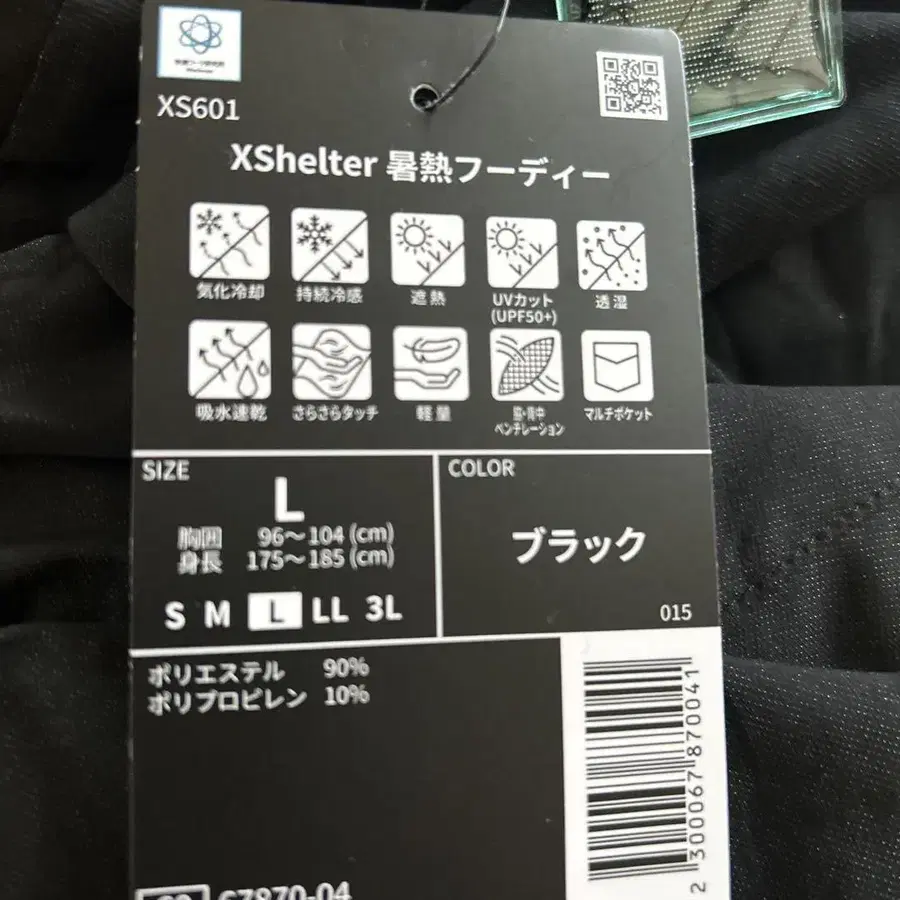 XS601
XShelter 暑熱フーディー
気化冷却
持続冷感
遮熱
UVカット
(UPF50+)
透湿
吸水速乾
さらさらタッチ
軽量
脇・背中
ベンチレーション
マルチポケット
SIZE
L
胸囲 96～104(cm)
身長 175～185(cm)
S M L LL 3L
COLOR
ブラック
015
ポリエステル 90%
ポリプロピレン 10%
2 300067 870041